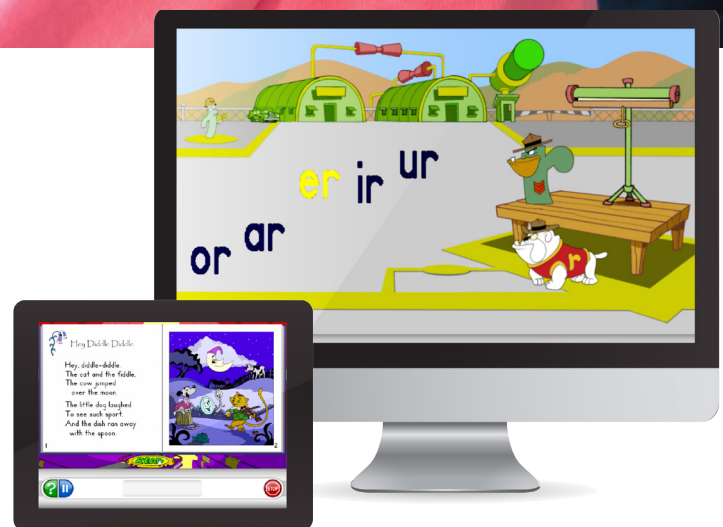 or ar er ir ur
r
Hey Diddle Diddle
Hey, diddle-diddle.
The cat and the fiddle,
The cow jumped
over the moon.
The little dog laughed
To see such sport.
And the dish ran away
with the spoon.
1
2
?
STOP